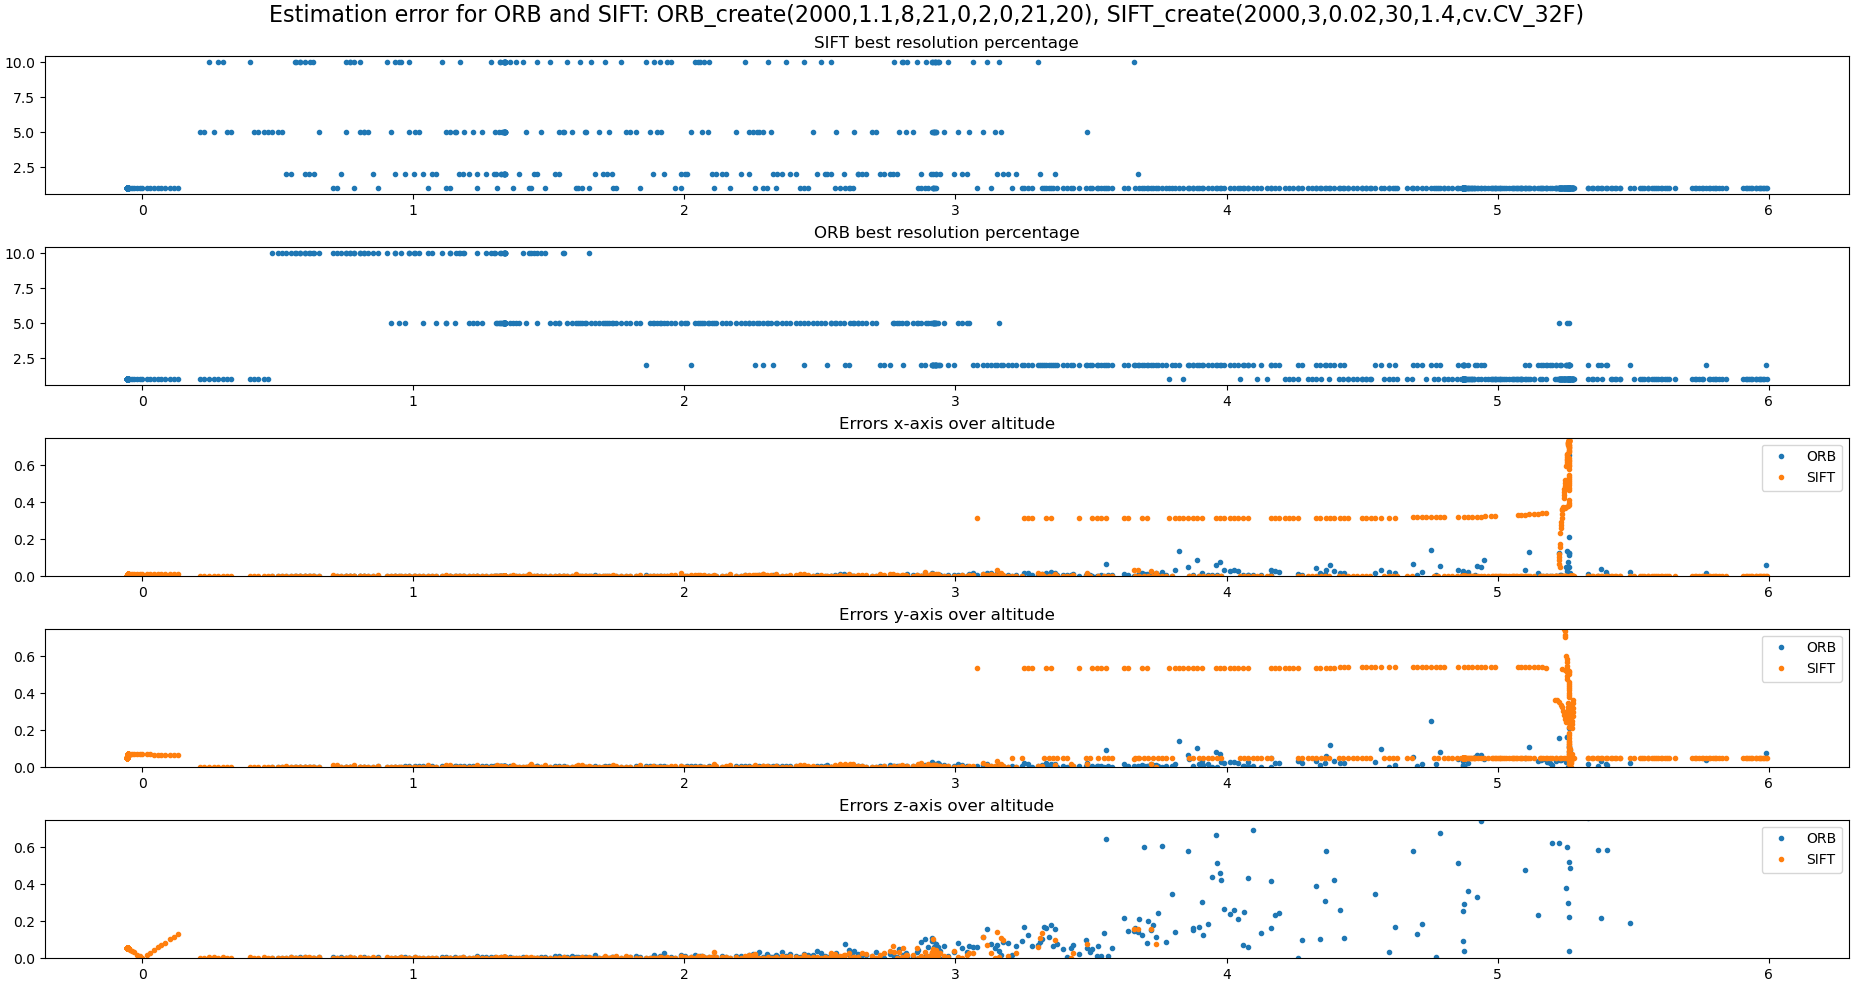 Estimation error for ORB and SIFT: ORB_create(2000,1.1,8,21,0,2,0,21,20), SIFT_create(2000,3,0.02,30,1.4,cv.CV_32F)
SIFT best resolution percentage
10.0
7.5
5.0
2.5
0 1 2 3 4 5 6
ORB best resolution percentage
10.0
7.5
5.0
2.5
0 1 2 3 4 5 6
Errors x-axis over altitude
ORB
SIFT
0.6
0.4
0.2
0.0
0 1 2 3 4 5 6
Errors y-axis over altitude
ORB
SIFT
0.6
0.4
0.2
0.0
0 1 2 3 4 5 6
Errors z-axis over altitude
ORB
SIFT
0.6
0.4
0.2
0.0
0 1 2 3 4 5 6